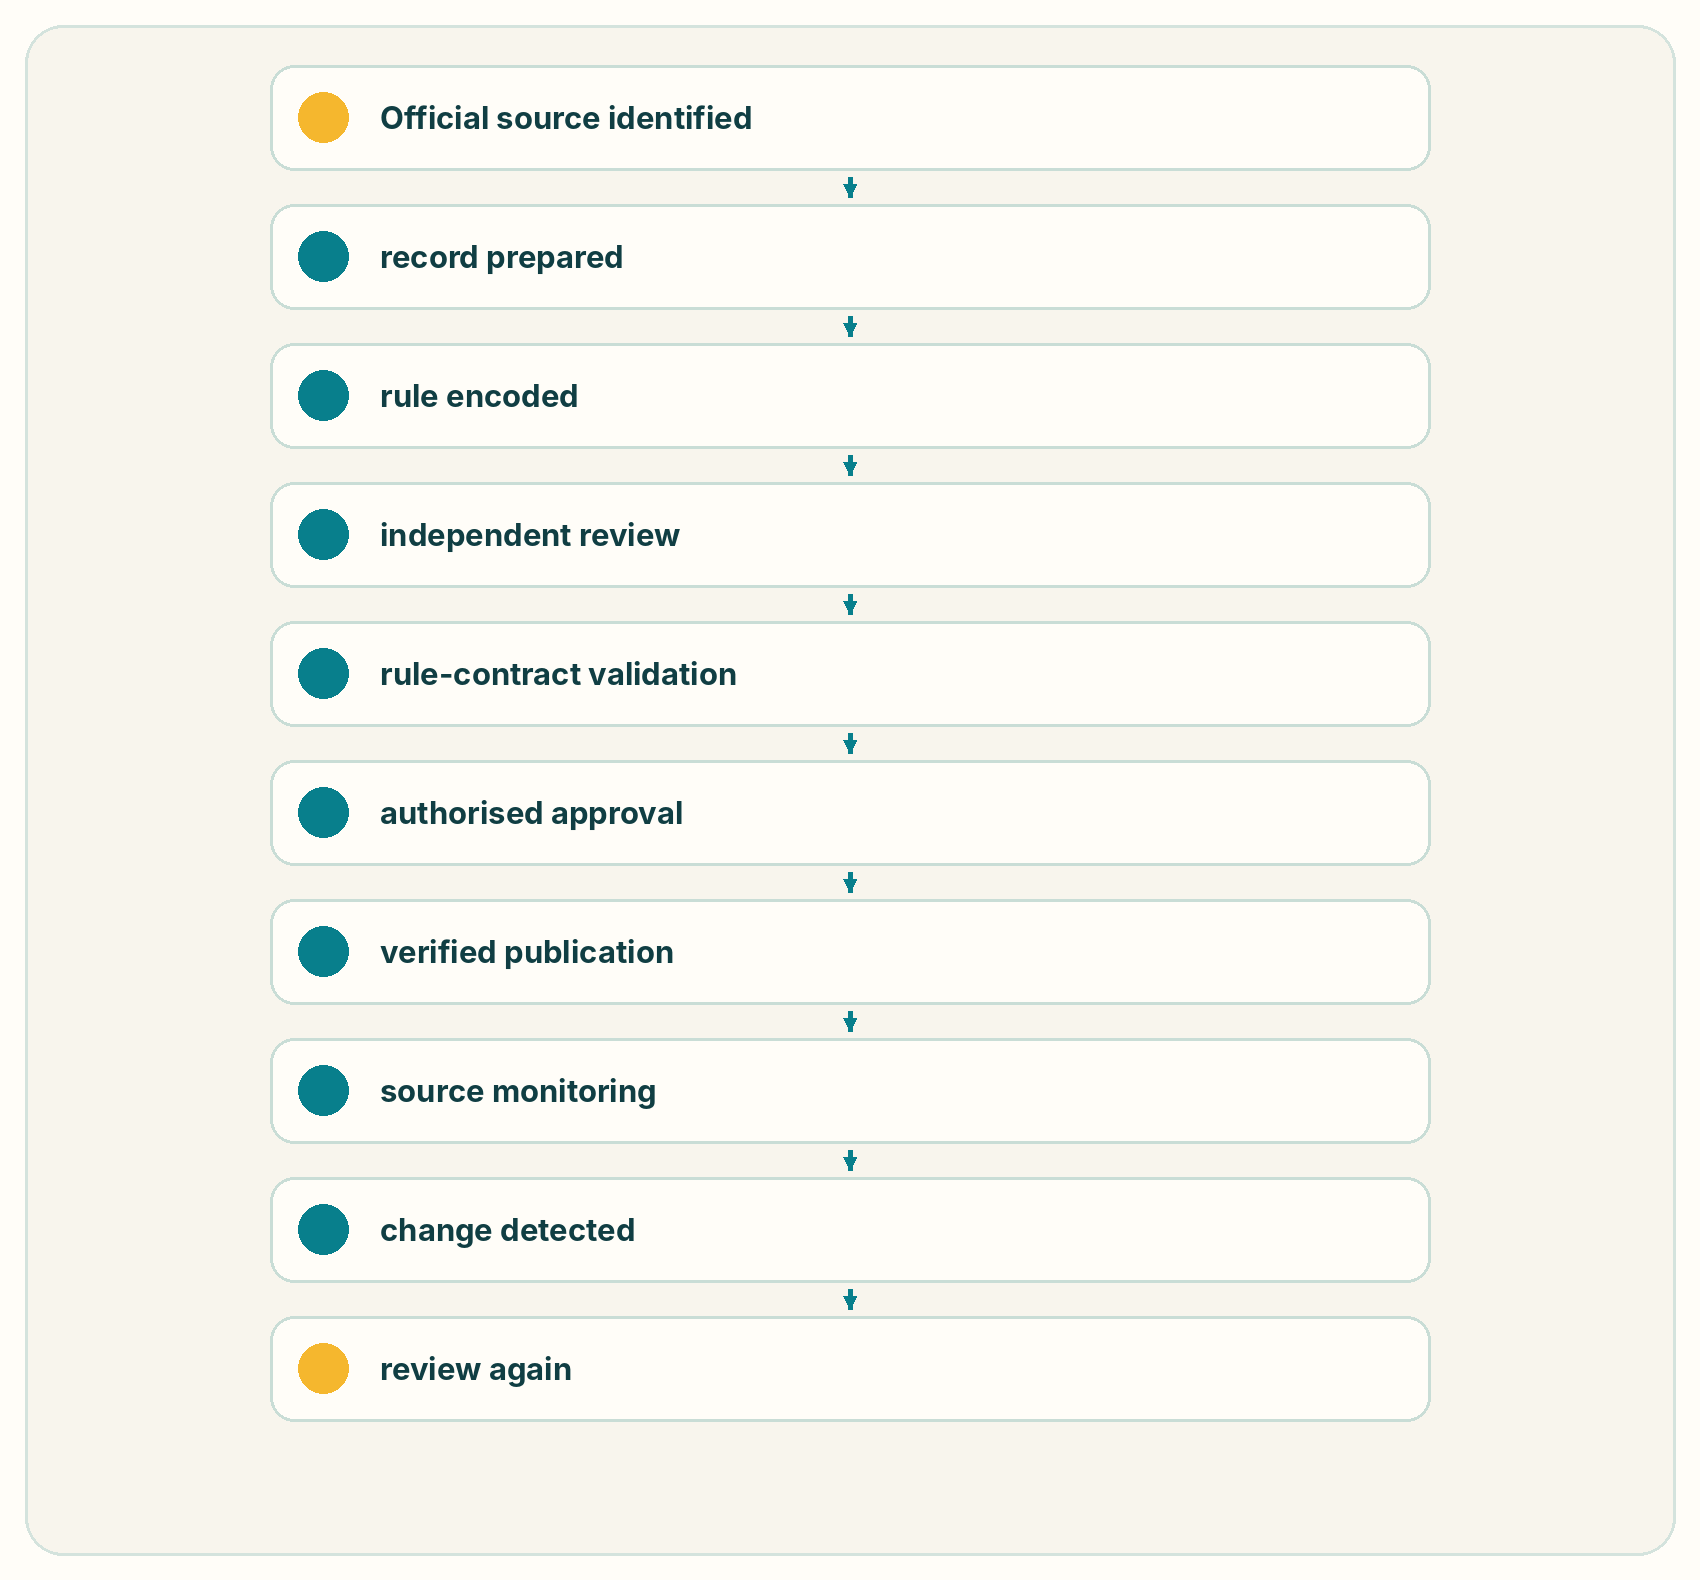 Official source identified
record prepared
rule encoded
independent review
rule-contract validation
authorised approval
verified publication
source monitoring
change detected
review again